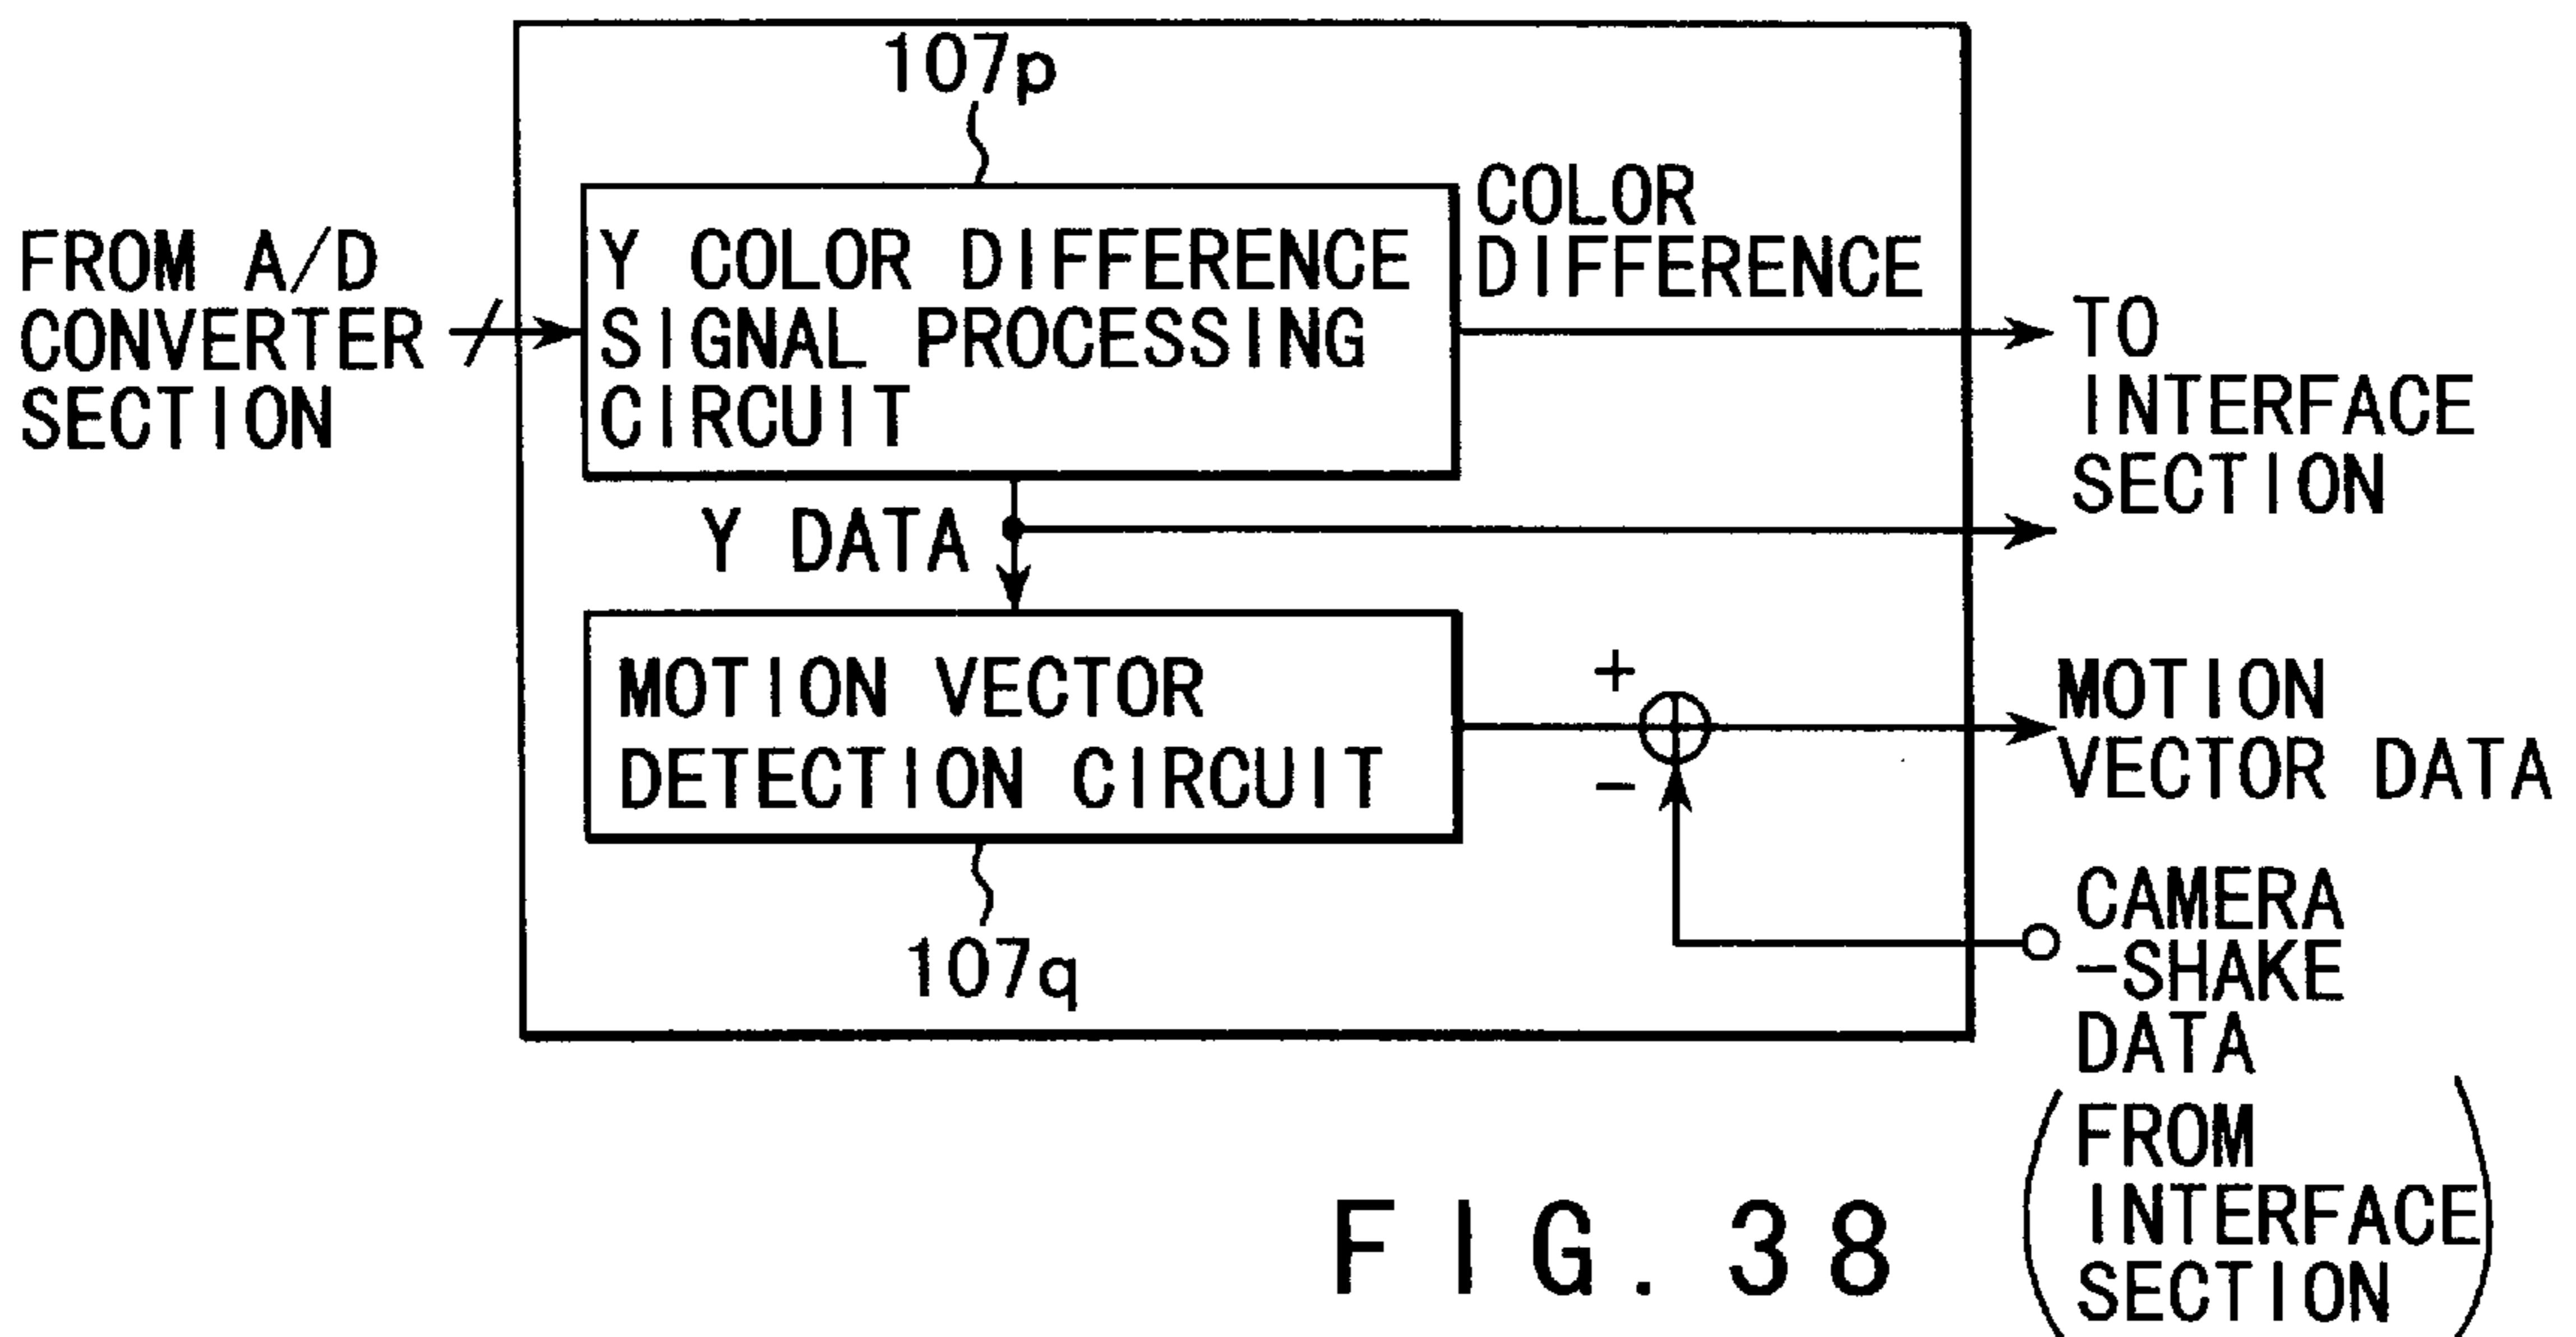 107p
FROM A/D
CONVERTER
SECTION
Y COLOR DIFFERENCE
SIGNAL PROCESSING
CIRCUIT
COLOR
DIFFERENCE
TO
INTERFACE
SECTION
Y DATA
MOTION VECTOR
DETECTION CIRCUIT
+
-
MOTION
VECTOR DATA
107q
CAMERA
-SHAKE
DATA
(FROM
INTERFACE
SECTION)
FIG. 38